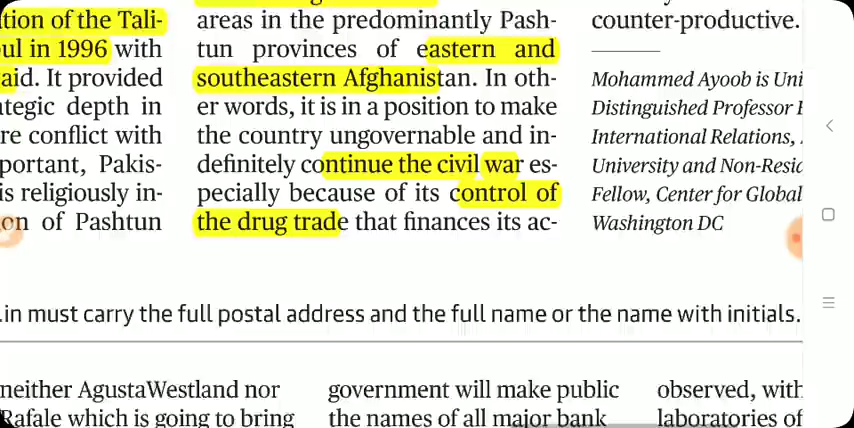 tion of the Tali-
ul in 1996 with
aid. It provided
ategic depth in
re conflict with
portant, Pakis-
is religiously in-
on of Pashtun
areas in the predominantly Pash-
tun provinces of eastern and
southeastern Afghanistan. In oth-
er words, it is in a position to make
the country ungovernable and in-
definitely continue the civil war es-
pecially because of its control of
the drug trade that finances its ac-
counter-productive.
Mohammed Ayoob is Uni
Distinguished Professor
International Relations,
University and Non-Resid
Fellow, Center for Global
Washington DC
.in must carry the full postal address and the full name or the name with initials.
neither AgustaWestland nor
Rafale which is going to bring
government will make public
the names of all major bank
observed, with
laboratories of